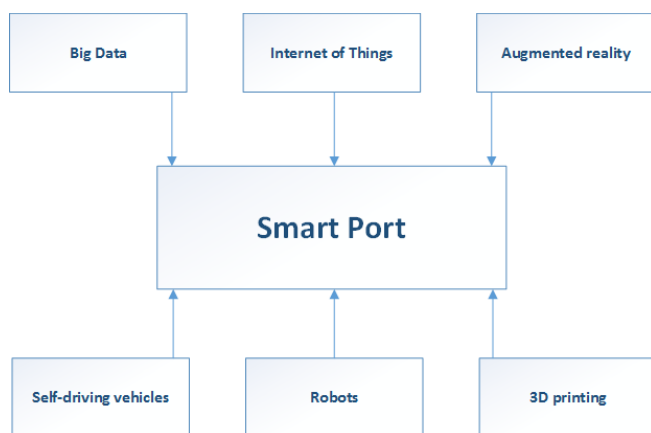 Big Data
Internet of Things
Augmented reality
Smart Port
Self-driving vehicles
Robots
3D printing